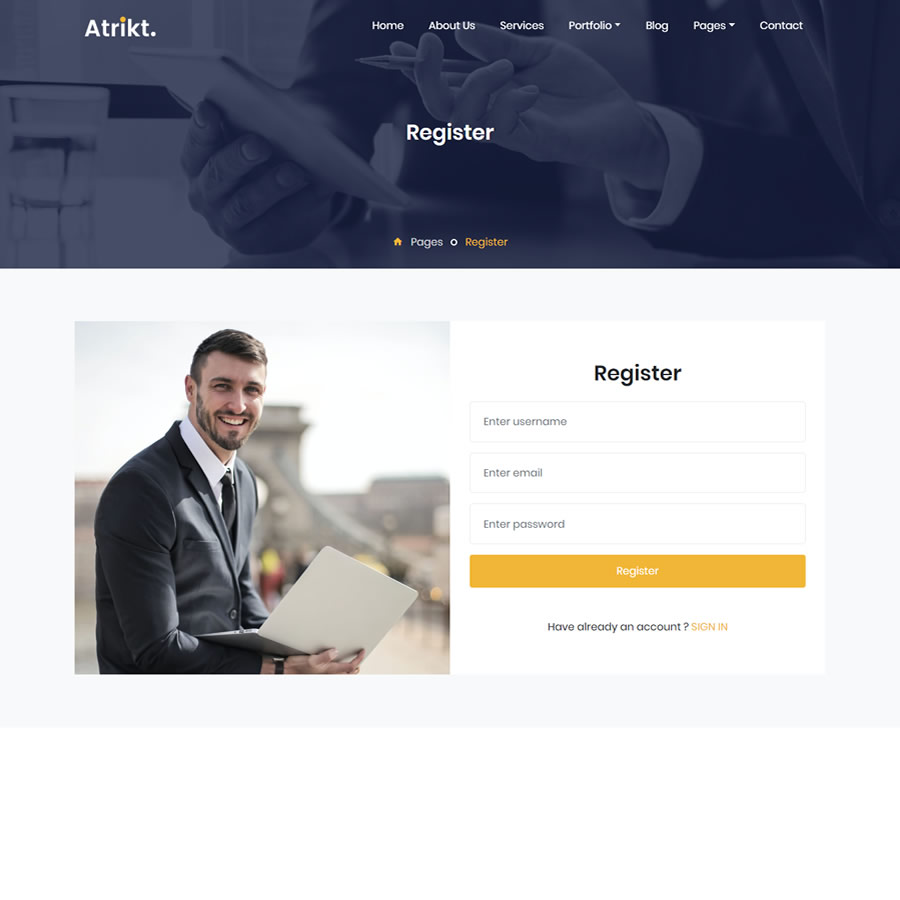 Atrikt.
Home About Us Services Portfolio Blog Pages Contact
Register
Pages Register
Register
Enter username
Enter email
Enter password
Register
Have already an account ? SIGN IN